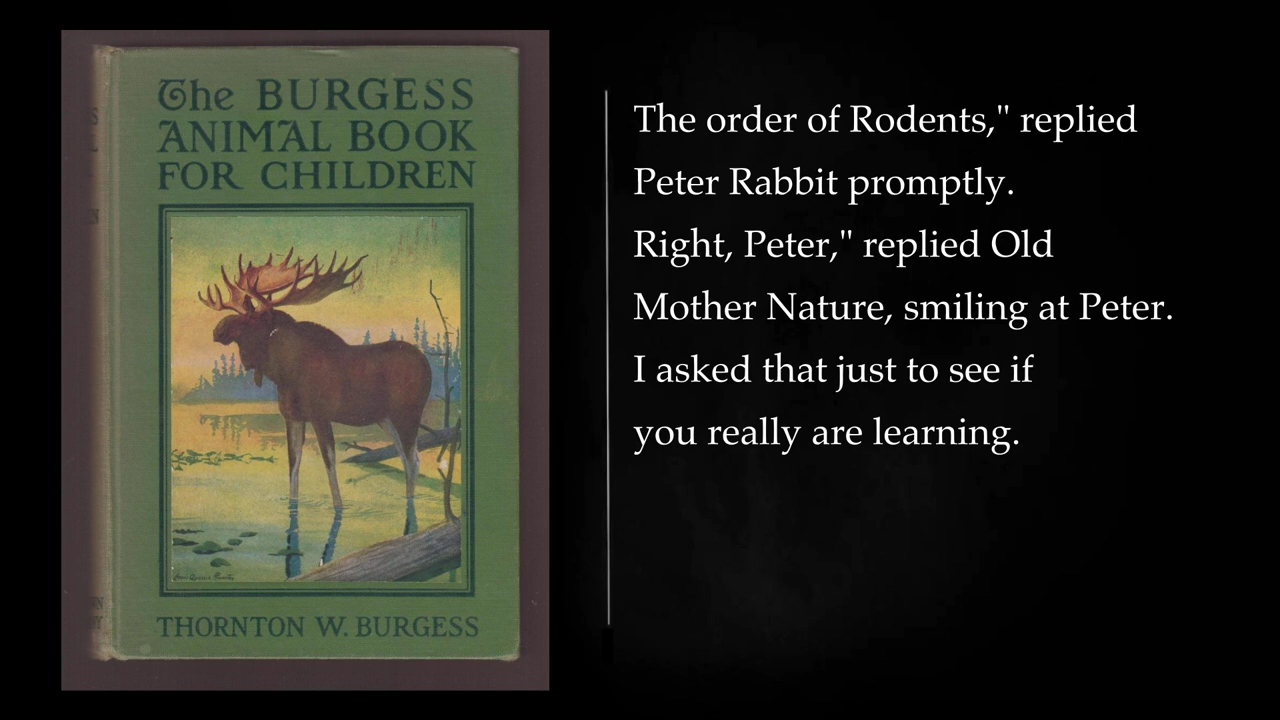 The BURGESS
ANIMAL BOOK
FOR CHILDREN
THORNTON W. BURGESS
The order of Rodents," replied
Peter Rabbit promptly.
Right, Peter," replied Old
Mother Nature, smiling at Peter.
I asked that just to see if
you really are learning.